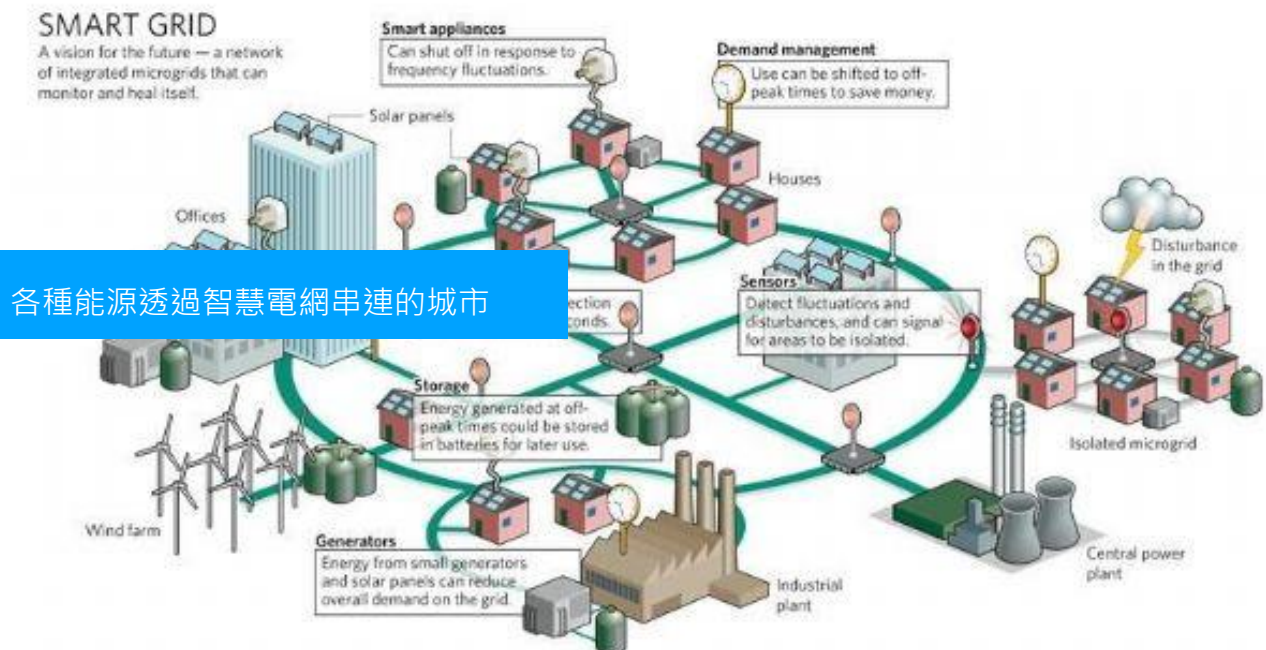 SMART GRID
A vision for the future — a network
of integrated microgrids that can
monitor and heal itself.
Smart appliances
Can shut off in response to
frequency fluctuations.
Demand management
Use can be shifted to off-
peak times to save money.
Solar panels
Houses
Offices
Disturbance
in the grid
各種能源透過智慧電網串連的城市
Sensors
Detect fluctuations and
disturbances, and can signal
for areas to be isolated.
Storage
Energy generated at off-
peak times could be stored
in batteries for later use.
Isolated microgrid
Wind farm
Generators
Energy from small generators
and solar panels can reduce
overall demand on the grid.
Industrial
plant
Central power
plant